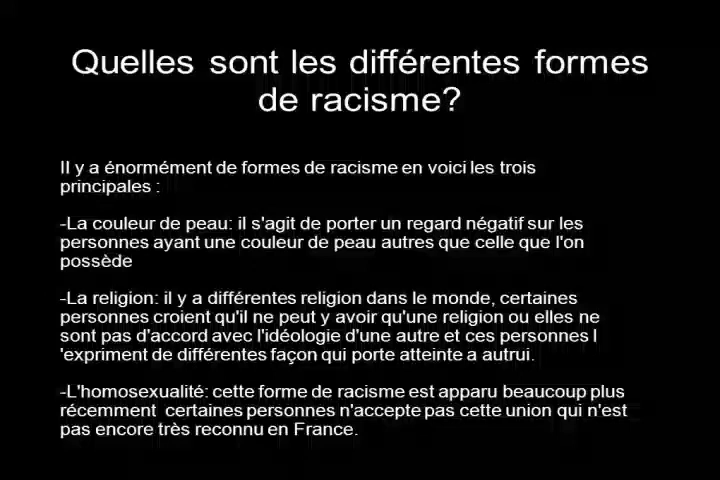 Quelles sont les différentes formes
de racisme?
Il y a énormément de formes de racisme en voici les trois
principales :
-La couleur de peau: il s'agit de porter un regard négatif sur les
personnes ayant une couleur de peau autres que celle que l'on
possède
-La religion: il y a différentes religion dans le monde, certaines
personnes croient qu'il ne peut y avoir qu'une religion ou elles ne
sont pas d'accord avec l'idéologie d'une autre et ces personnes l
'expriment de différentes façon qui porte atteinte a autrui.
-L'homosexualité: cette forme de racisme est apparu beaucoup plus
récemment  certaines personnes n'accepte pas cette union qui n'est
pas encore très reconnu en France.